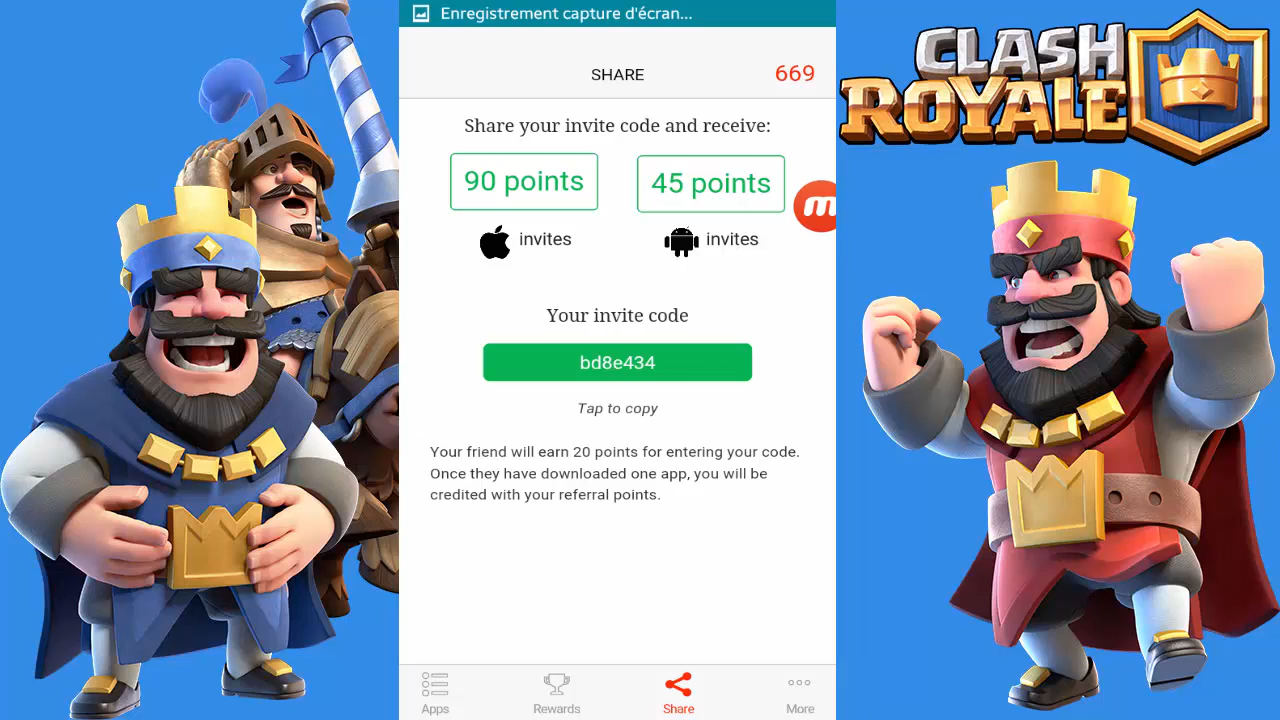 Enregistrement capture d'écran...
SHARE
669
Share your invite code and receive:
90 points
45 points
invites
invites
Your invite code
bd8e434
Tap to copy
Your friend will earn 20 points for entering your code.
Once they have downloaded one app, you will be
credited with your referral points.
Apps
Rewards
Share
More
CLASH
ROYALE